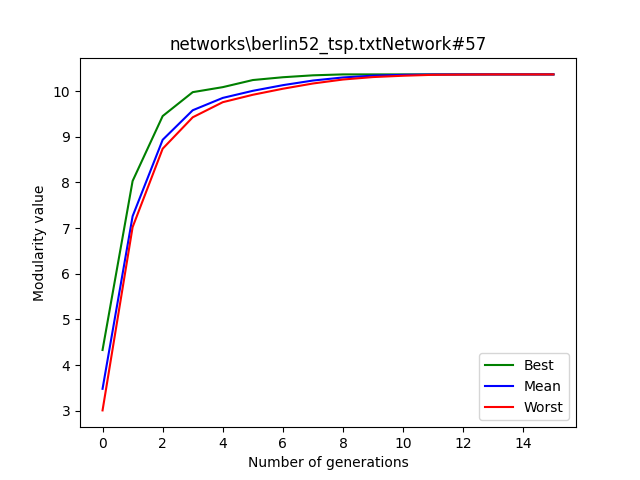 networks\berlin52_tsp.txtNetwork#57
Modularity value
10
9
8
7
6
5
4
3
0 2 4 6 8 10 12 14
Number of generations
Best
Mean
Worst